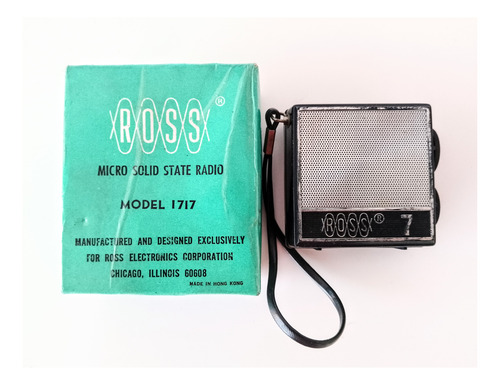 ROSS®
MICRO SOLID STATE RADIO
MODEL 1717
MANUFACTURED AND DESIGNED EXCLUSIVELY
FOR ROSS ELECTRONICS CORPORATION
CHICAGO, ILLINOIS 60608
MADE IN HONG KONG
ROSS® 7